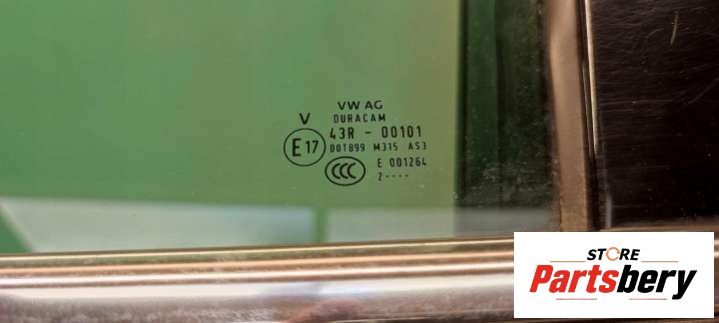 VW AG
V DURACAM
43R - 00101
E17 DOT899 M315 AS3
CCC E 001264
2----
STORE
Partsbery